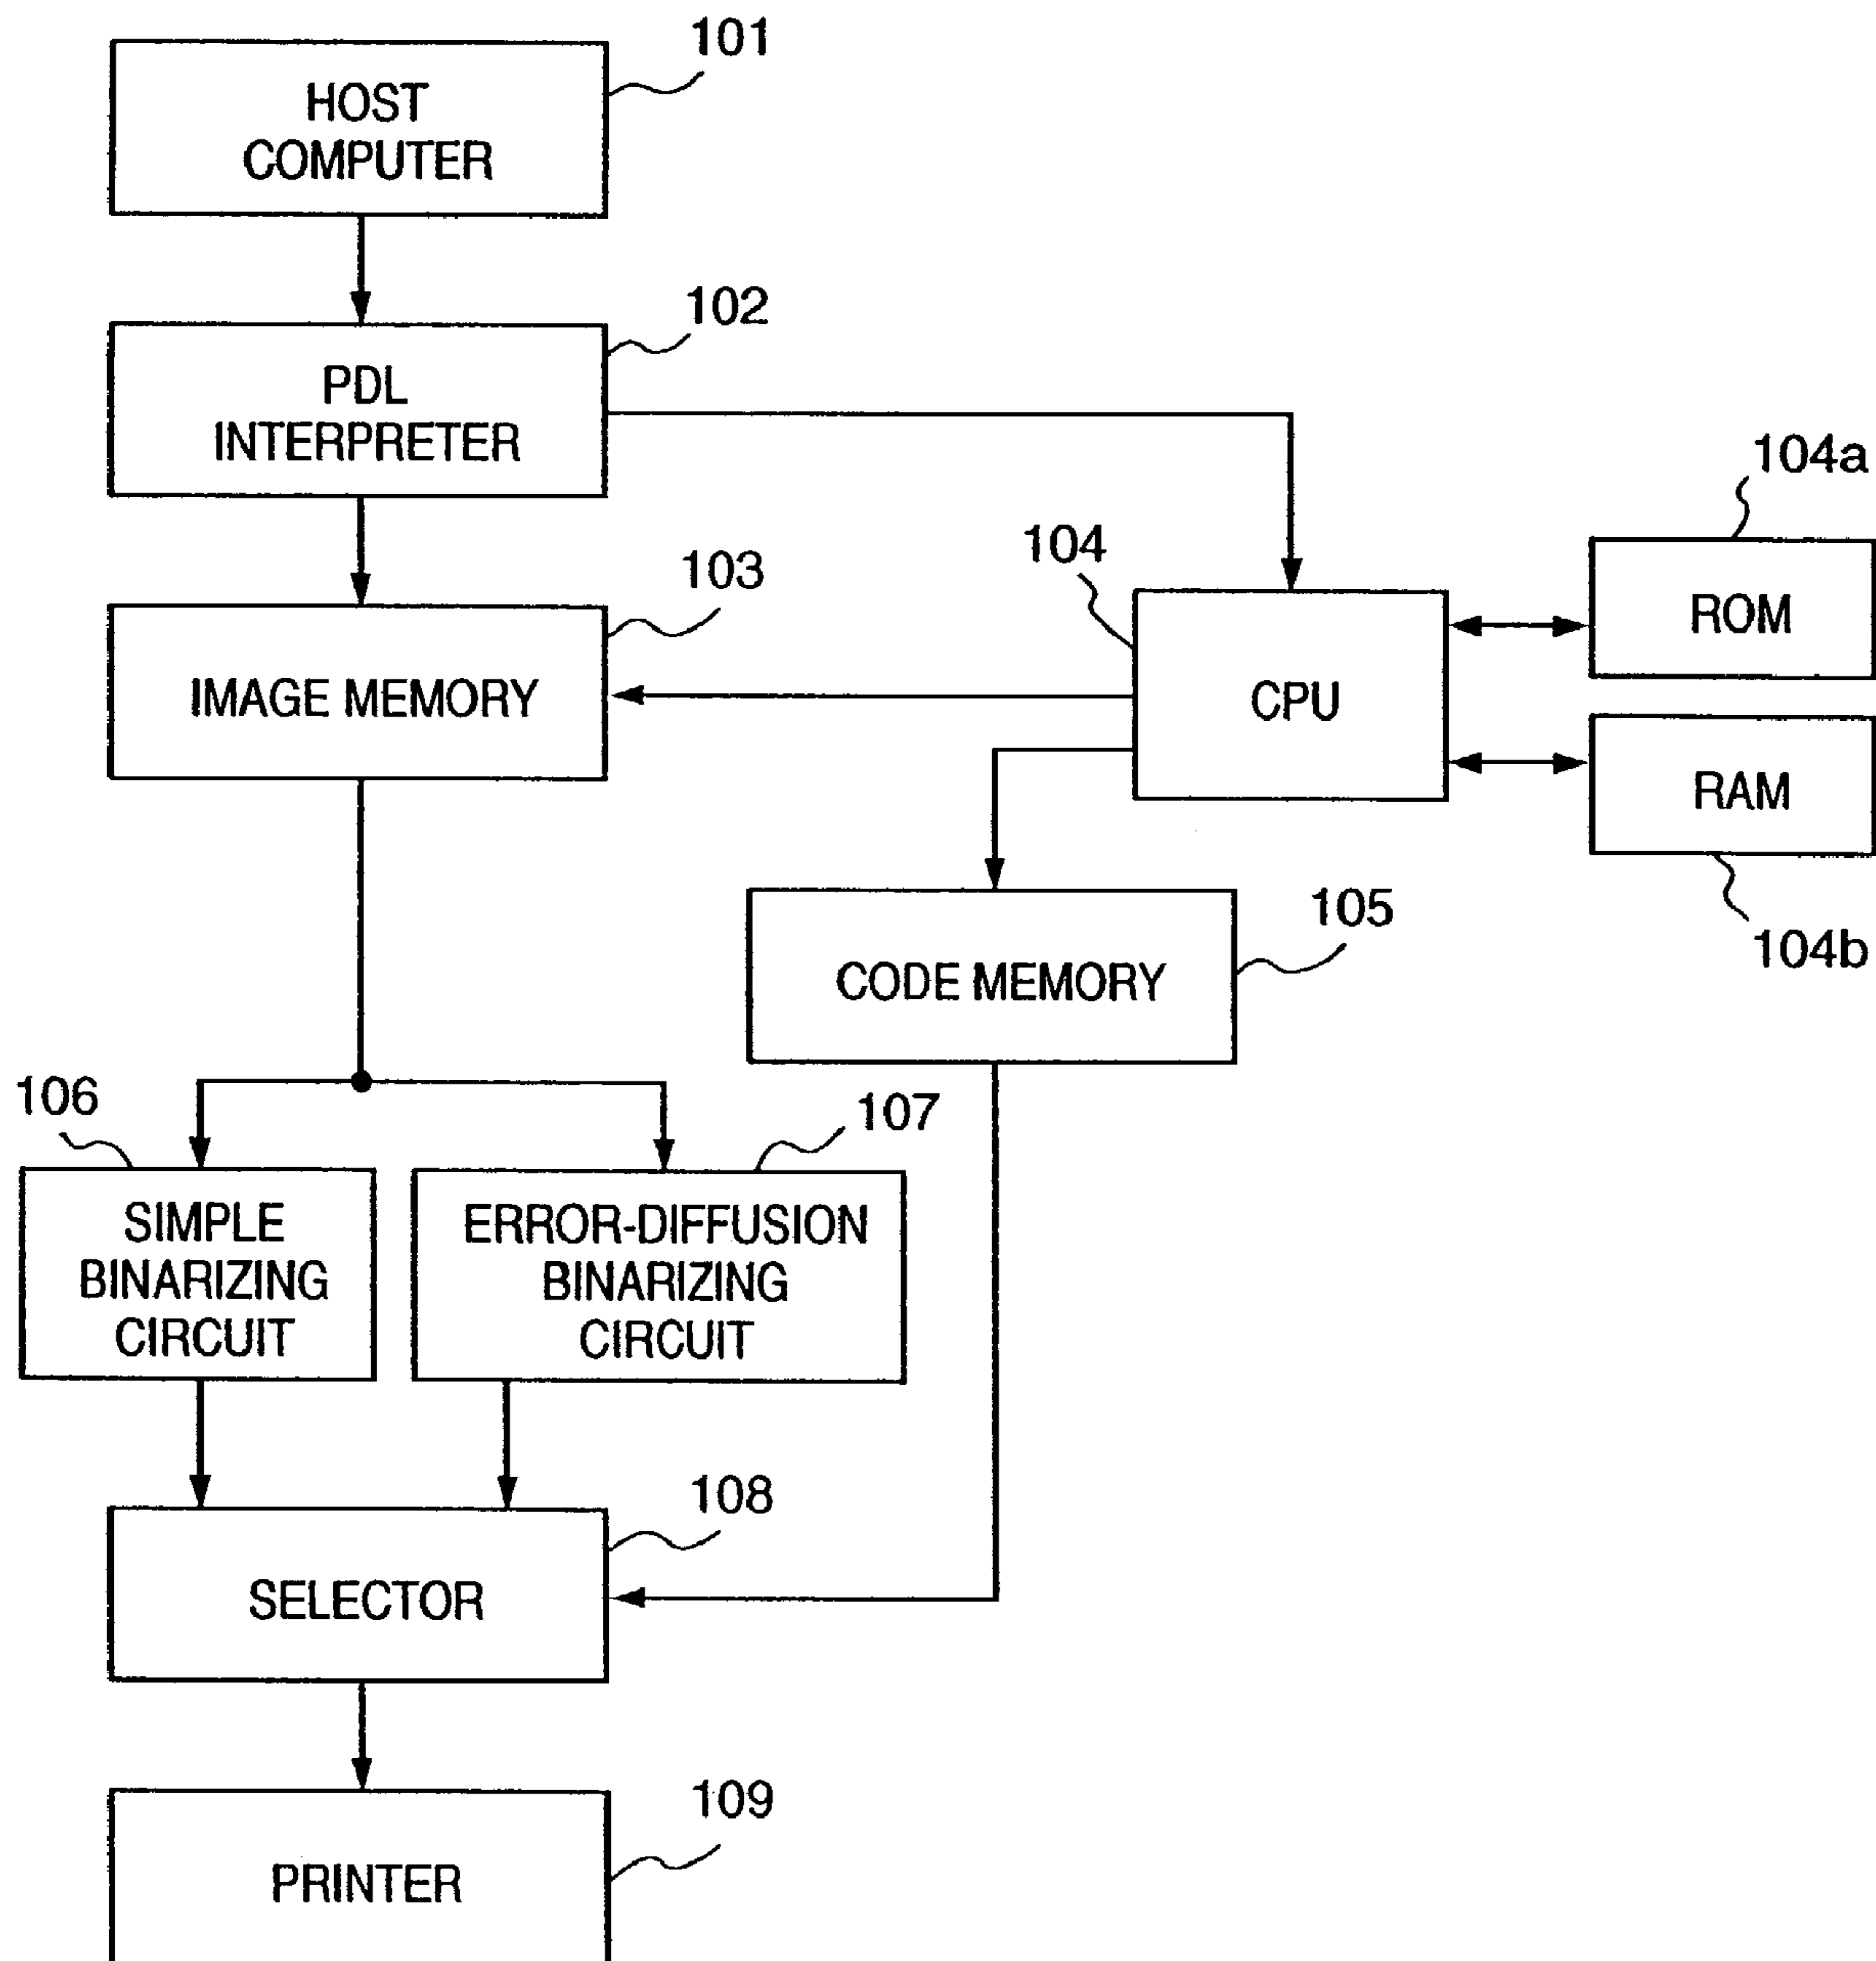 101
HOST
COMPUTER
102
PDL
INTERPRETER
104a
ROM
103
104
IMAGE MEMORY
CPU
RAM
104b
105
CODE MEMORY
106
107
SIMPLE
BINARIZING
CIRCUIT
ERROR-DIFFUSION
BINARIZING
CIRCUIT
108
SELECTOR
109
PRINTER